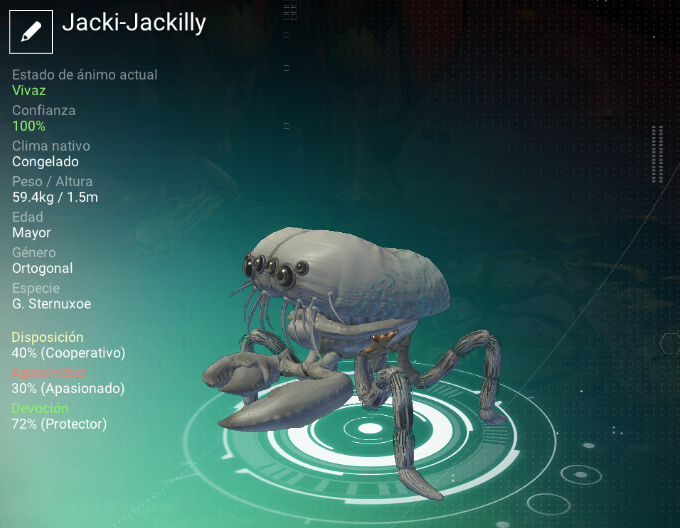 Jacki-Jackilly
Estado de ánimo actual
Vivaz
Confianza
100%
Clima nativo
Congelado
Peso / Altura
59.4kg / 1.5m
Edad
Mayor
Género
Ortogonal
Especie
G. Sternuxoe
Disposición
40% (Cooperativo)
Agresividad
30% (Apasionado)
Devoción
72% (Protector)